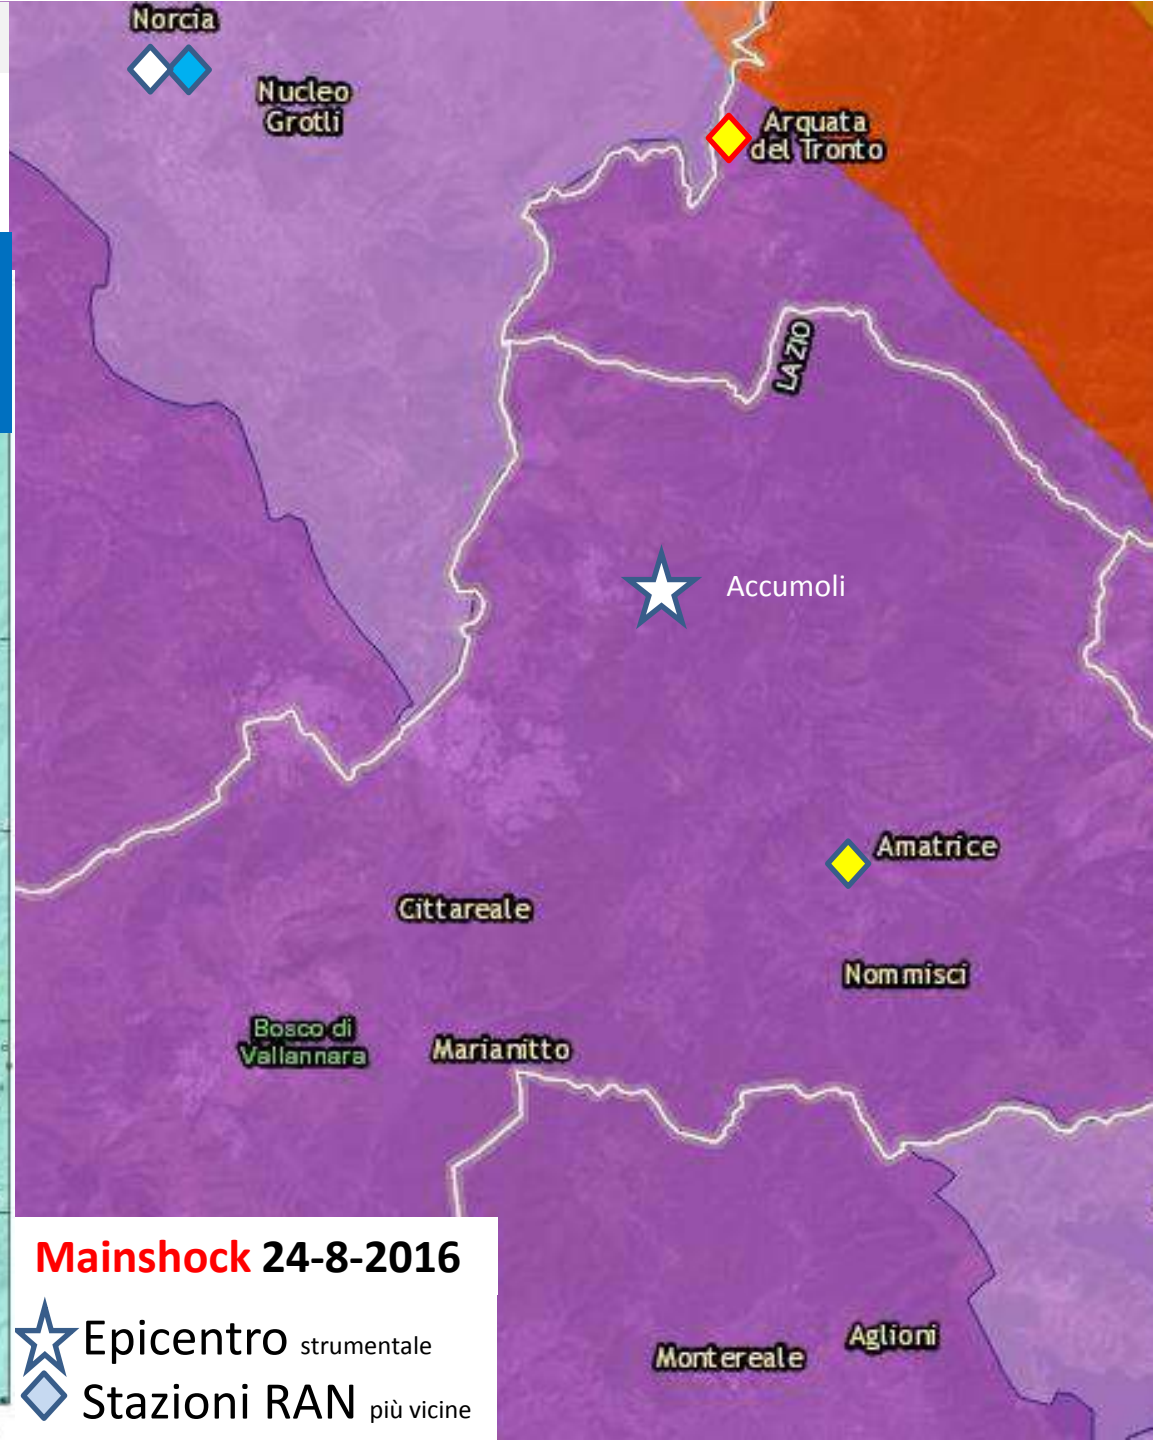 Norcia
Nucleo
Grotli
Arquata
del Tronto
LAZIO
Accumoli
Amatrice
Cittareale
Nommisci
Bosco di
Vallannara
Marianitto
Mainshock 24-8-2016
Epicentro strumentale
Stazioni RAN più vicine
Aglioni
Montereale